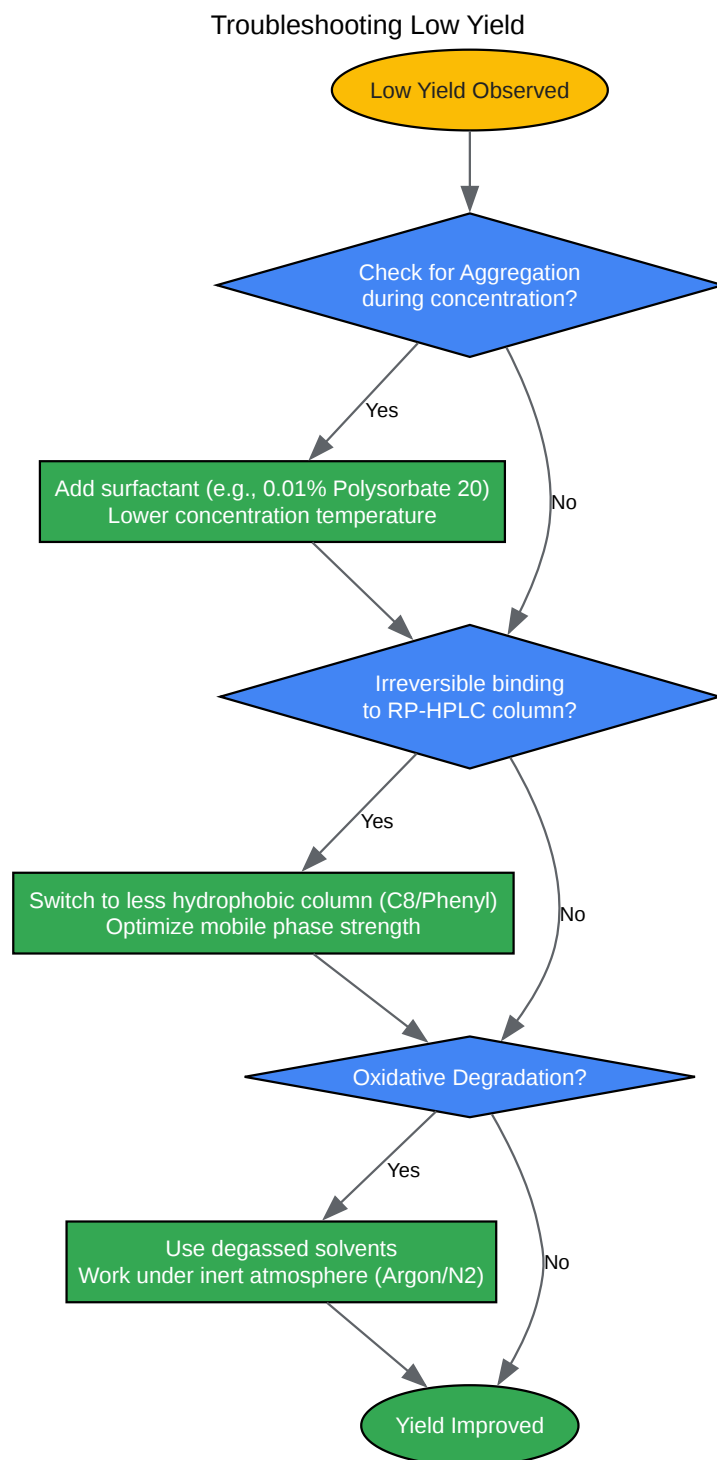 Troubleshooting Low Yield
Low Yield Observed
Check for Aggregation
during concentration?
Yes
Add surfactant (e.g., 0.01% Polysorbate 20)
Lower concentration temperature
No
Irreversible binding
to RP-HPLC column?
Yes
Switch to less hydrophobic column (C8/Phenyl)
Optimize mobile phase strength
No
Oxidative Degradation?
Yes
Use degassed solvents
Work under inert atmosphere (Argon/N2)
No
Yield Improved